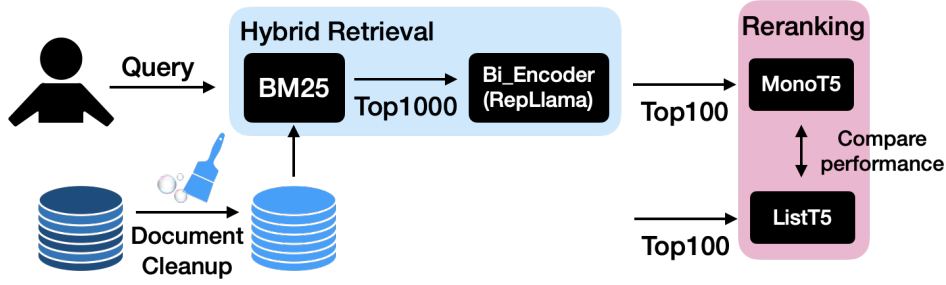 Hybrid Retrieval
Reranking
Query
BM25
Top1000
Bi_Encoder
(RepLlama)
Top100
MonoT5
Compare
performance
Document
Cleanup
Top100
ListT5